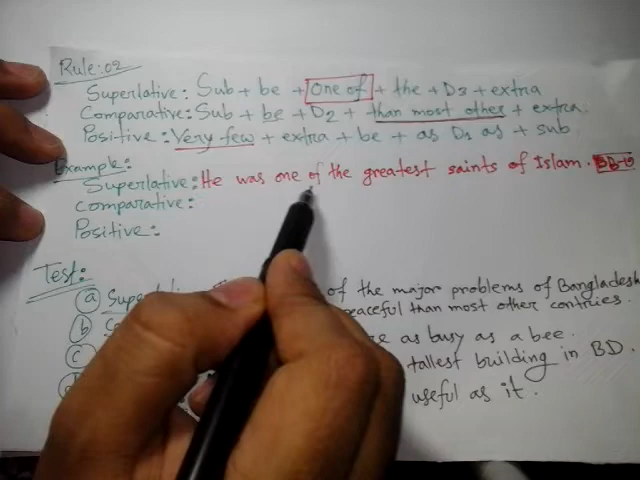 Rule:02
Superlative: Sub + be + One of + the + D3 + extra
Comparative: Sub + be + D2 + than most other + extra.
Positive: Very few + extra + be + as D1 as + sub
Example:
Superlative: He was one of the greatest saints of Islam.
Comparative:
Positive:
Test:
(a) of the major problems of Bangladesh
(b) than most other contries.
(c) as busy as a bee.
tallest building in BD.
useful as it.